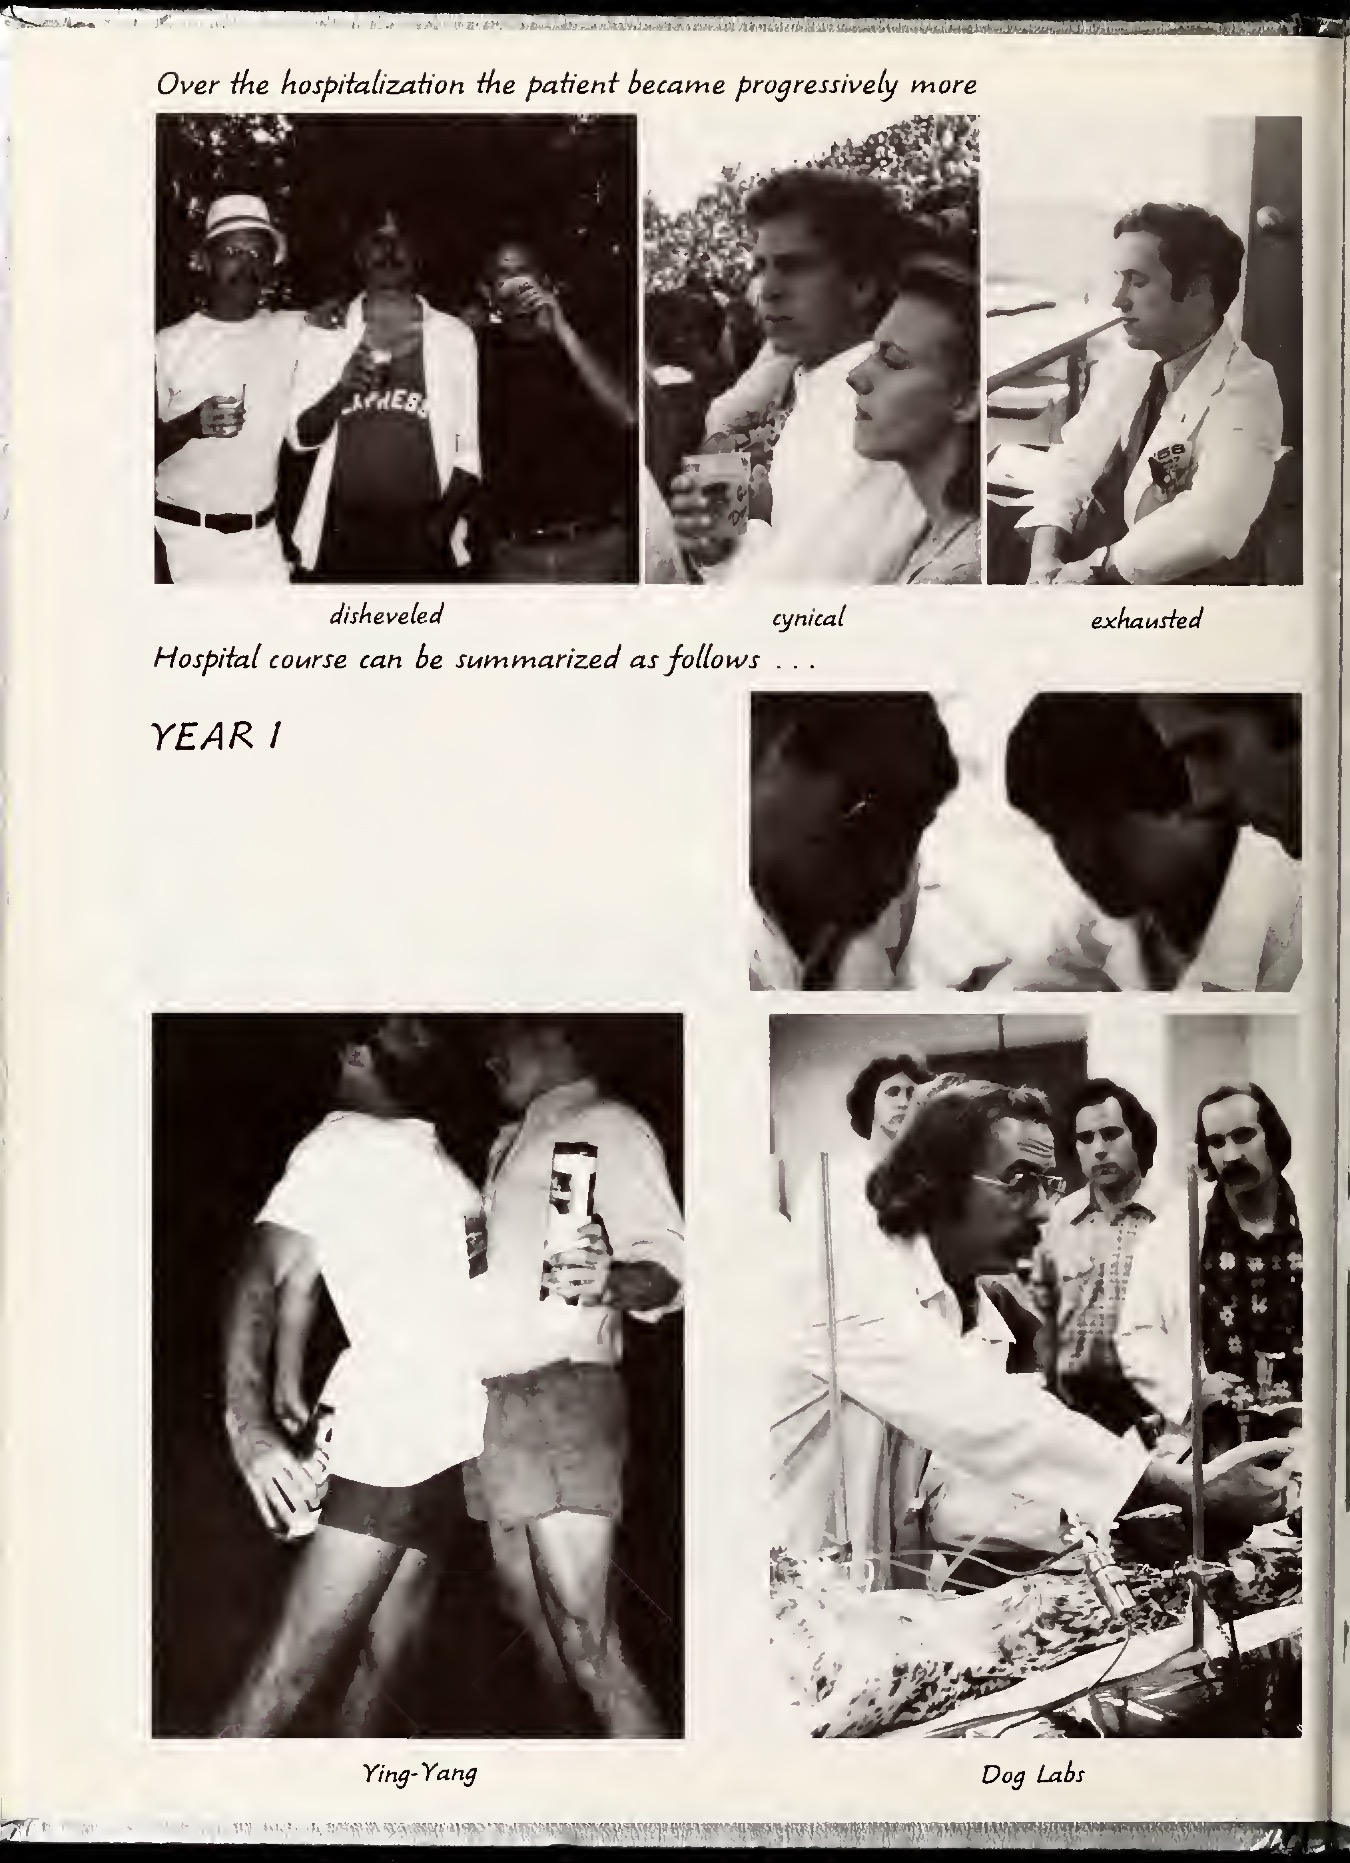 Over the hospitalization the patient became progressively more
disheveled
cynical
exhausted
Hospital course can be summarized as follows . . .
YEAR 1
Ying-Yang
Dog Labs